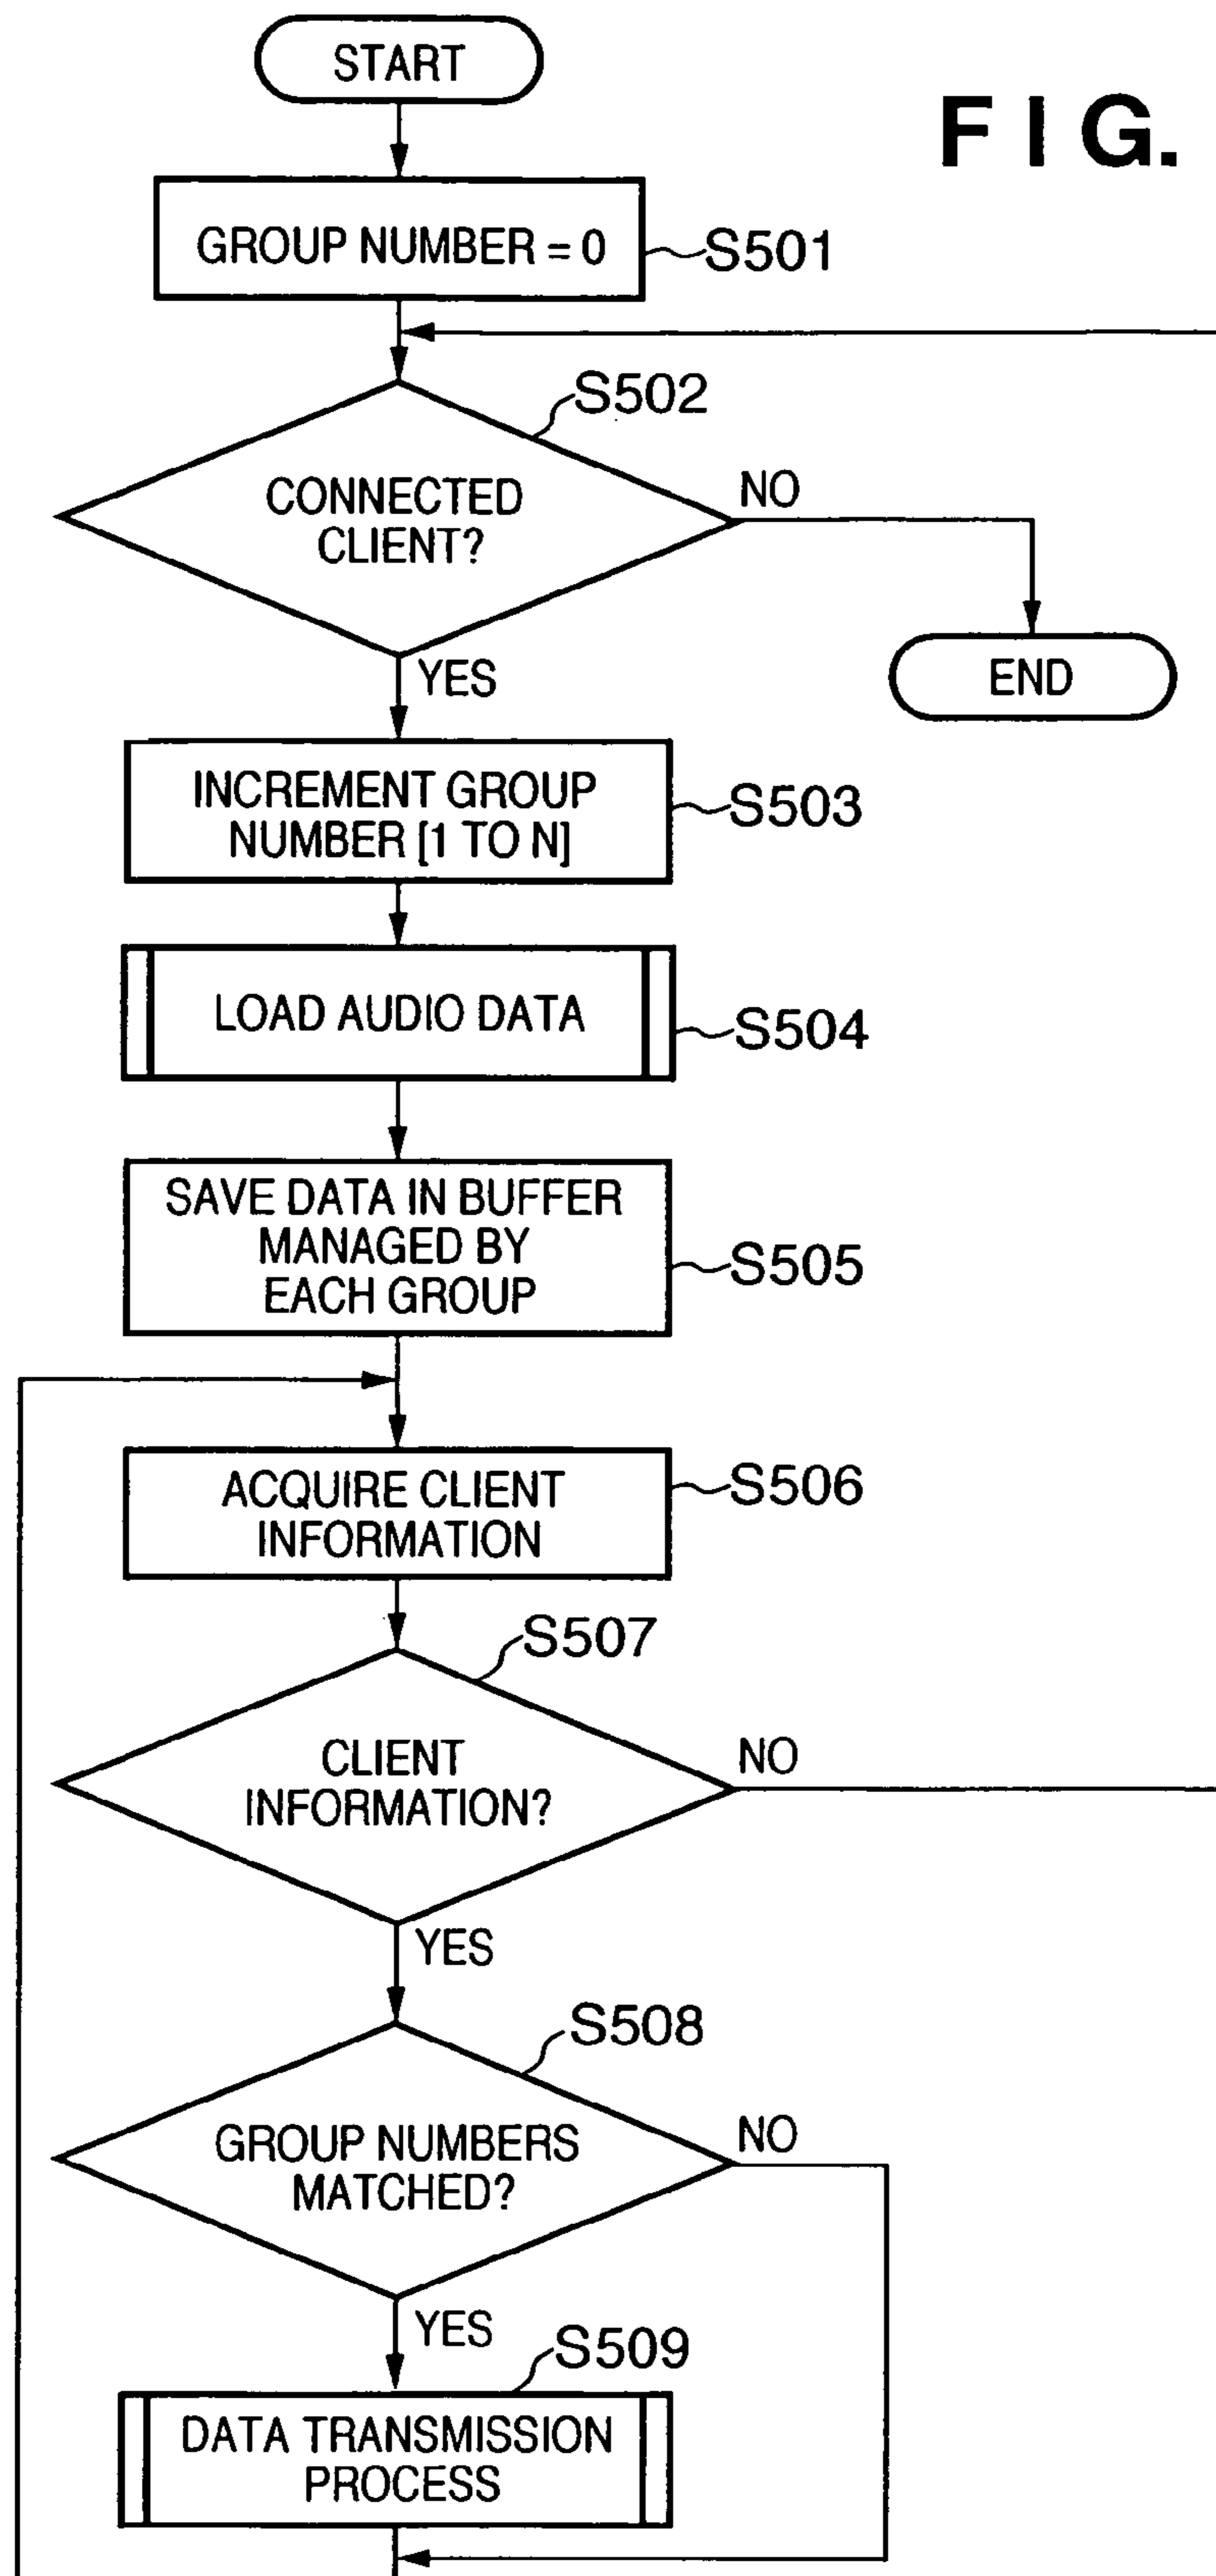 START
FIG.
GROUP NUMBER = 0
S501
S502
CONNECTED
CLIENT?
NO
END
YES
INCREMENT GROUP
NUMBER [1 TO N]
S503
LOAD AUDIO DATA
S504
SAVE DATA IN BUFFER
MANAGED BY
EACH GROUP
S505
ACQUIRE CLIENT
INFORMATION
S506
S507
CLIENT
INFORMATION?
NO
YES
S508
GROUP NUMBERS
MATCHED?
NO
YES
S509
DATA TRANSMISSION
PROCESS